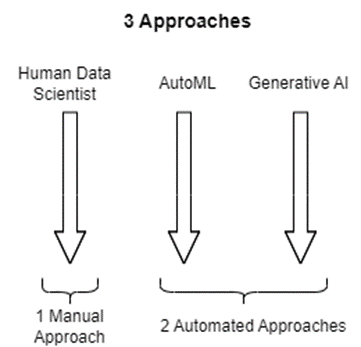 3 Approaches
Human Data
Scientist
AutoML
Generative AI
1 Manual
Approach
2 Automated Approaches